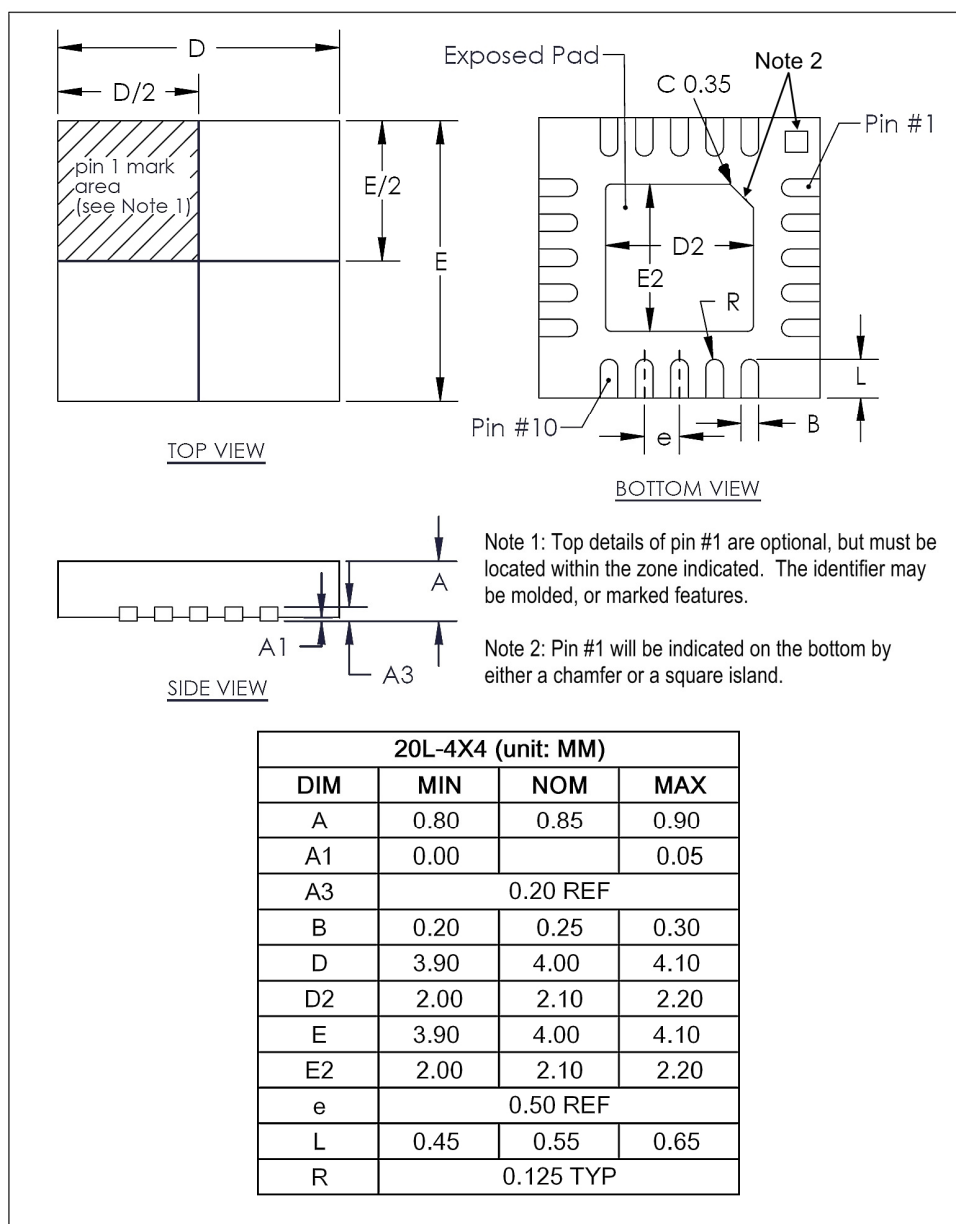 D
D/2
pin 1 mark
area
(see Note 1)
E/2
E
TOP VIEW
Exposed Pad
Note 2
C 0.35
Pin #1
D2
E2
R
L
Pin #10
e
B
BOTTOM VIEW
A
A1
A3
SIDE VIEW
Note 1: Top details of pin #1 are optional, but must be
located within the zone indicated. The identifier may
be molded, or marked features.
Note 2: Pin #1 will be indicated on the bottom by
either a chamfer or a square island.
20L-4X4 (unit: MM)
DIM MIN NOM MAX
A 0.80 0.85 0.90
A1 0.00 0.05
A3 0.20 REF
B 0.20 0.25 0.30
D 3.90 4.00 4.10
D2 2.00 2.10 2.20
E 3.90 4.00 4.10
E2 2.00 2.10 2.20
e 0.50 REF
L 0.45 0.55 0.65
R 0.125 TYP